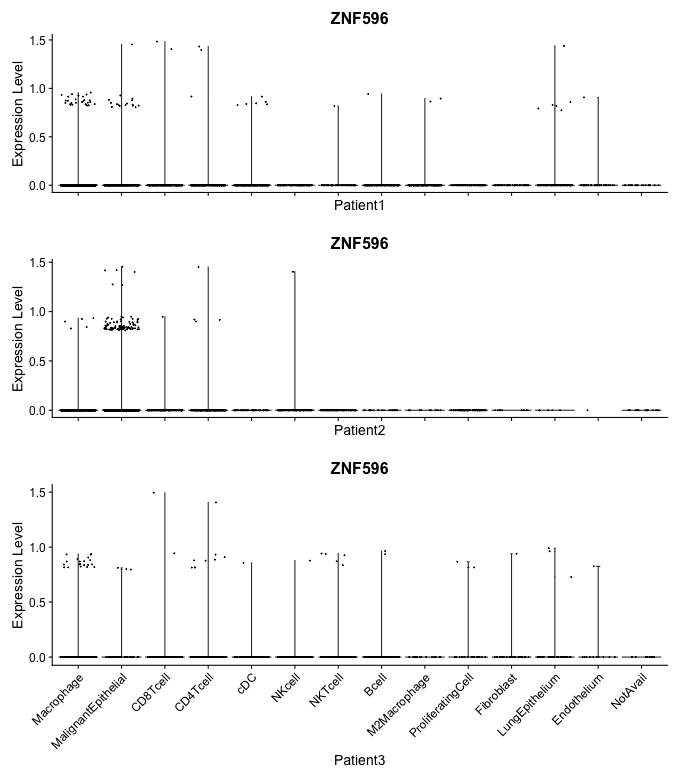 ZNF596
Expression Level
1.5
1.0
0.5
0.0
Patient1
ZNF596
Expression Level
1.5
1.0
0.5
0.0
Patient2
ZNF596
Expression Level
1.5
1.0
0.5
0.0
Macrophage
MalignantEpithelial
CD8Tcell
CD4Tcell
cDC
NKcell
NKTcell
Bcell
M2Macrophage
ProliferatingCell
Fibroblast
LungEpithelium
Endothelium
NotAvail
Patient3